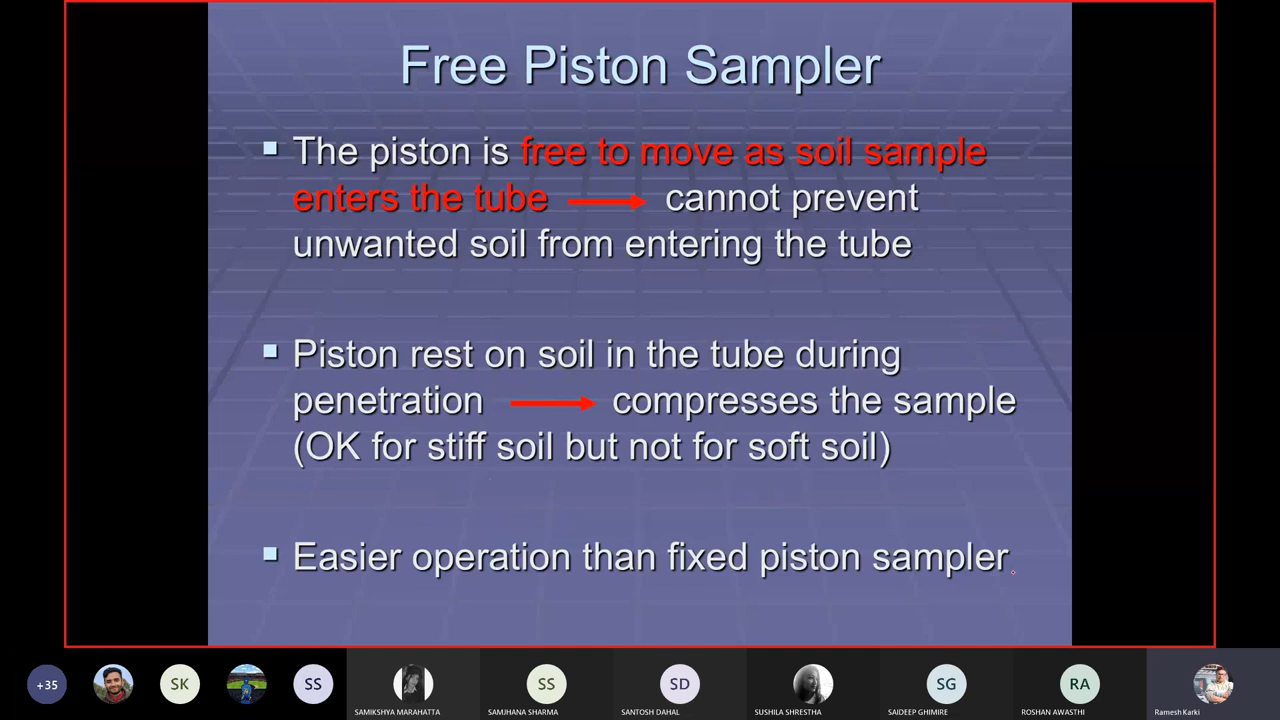 Free Piston Sampler
The piston is free to move as soil sample
enters the tube cannot prevent
unwanted soil from entering the tube
Piston rest on soil in the tube during
penetration compresses the sample
(OK for stiff soil but not for soft soil)
Easier operation than fixed piston sampler
+35
SK
SS
SS
SD
SG
RA
SAMIKSHYA MARAHATTA
SAMJHANA SHARMA
SANTOSH DAHAL
SUSHILA SHRESTHA
SAIDEEP GHIMIRE
ROSHAN AWASTHI
Ramesh Karki